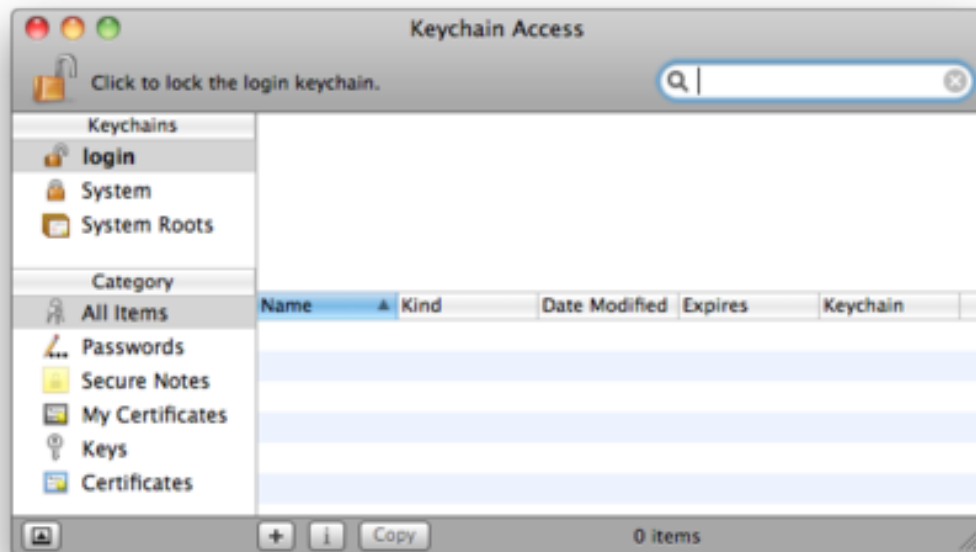 Keychain Access
Click to lock the login keychain.
Keychains
login
System
System Roots
Category
All Items
Passwords
Secure Notes
My Certificates
Keys
Certificates
Name Kind Date Modified Expires Keychain
+ i Copy 0 items